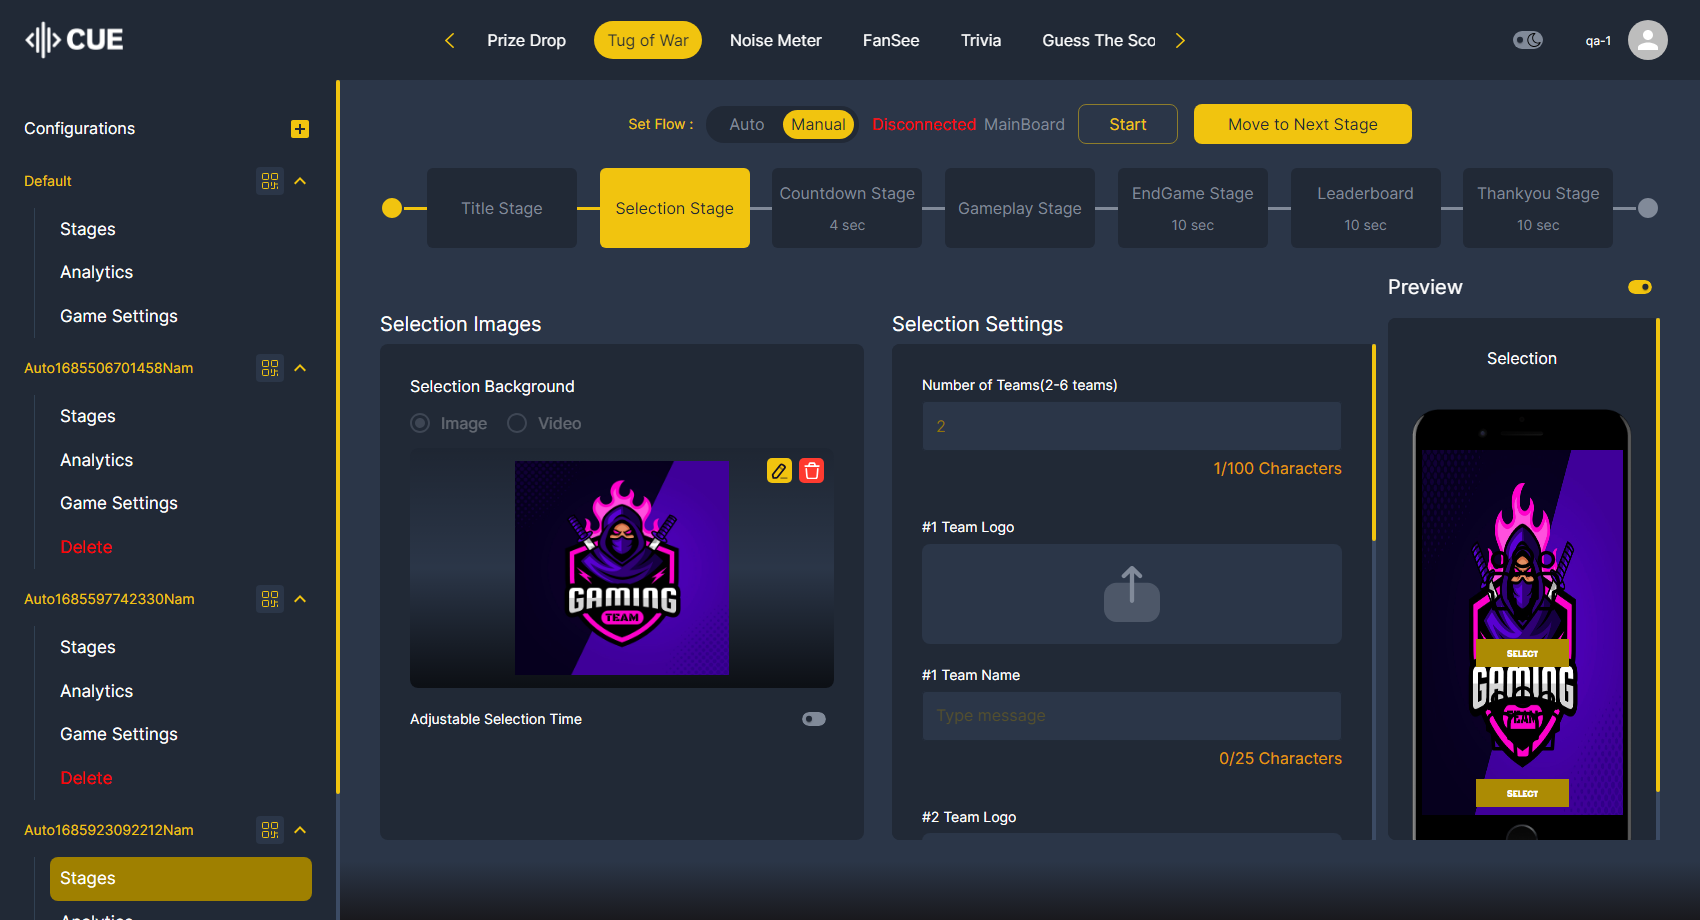 CUE
Prize Drop
Tug of War
Noise Meter
FanSee
Trivia
Guess The Sco
qa-1
Configurations
Default
Stages
Analytics
Game Settings
Auto1685506701458Nam
Stages
Analytics
Game Settings
Delete
Auto1685597742330Nam
Stages
Analytics
Game Settings
Delete
Auto1685923092212Nam
Stages
Analytics
Set Flow :
Auto
Manual
Disconnected MainBoard
Start
Move to Next Stage
Title Stage
Selection Stage
Countdown Stage
4 sec
Gameplay Stage
EndGame Stage
10 sec
Leaderboard
10 sec
Thankyou Stage
10 sec
Selection Images
Selection Background
Image
Video
GAMING
TEAM
Adjustable Selection Time
Selection Settings
Number of Teams(2-6 teams)
2
1/100 Characters
#1 Team Logo
#1 Team Name
Type message
0/25 Characters
#2 Team Logo
Preview
Selection
SELECT
GAMING
TEAM
SELECT